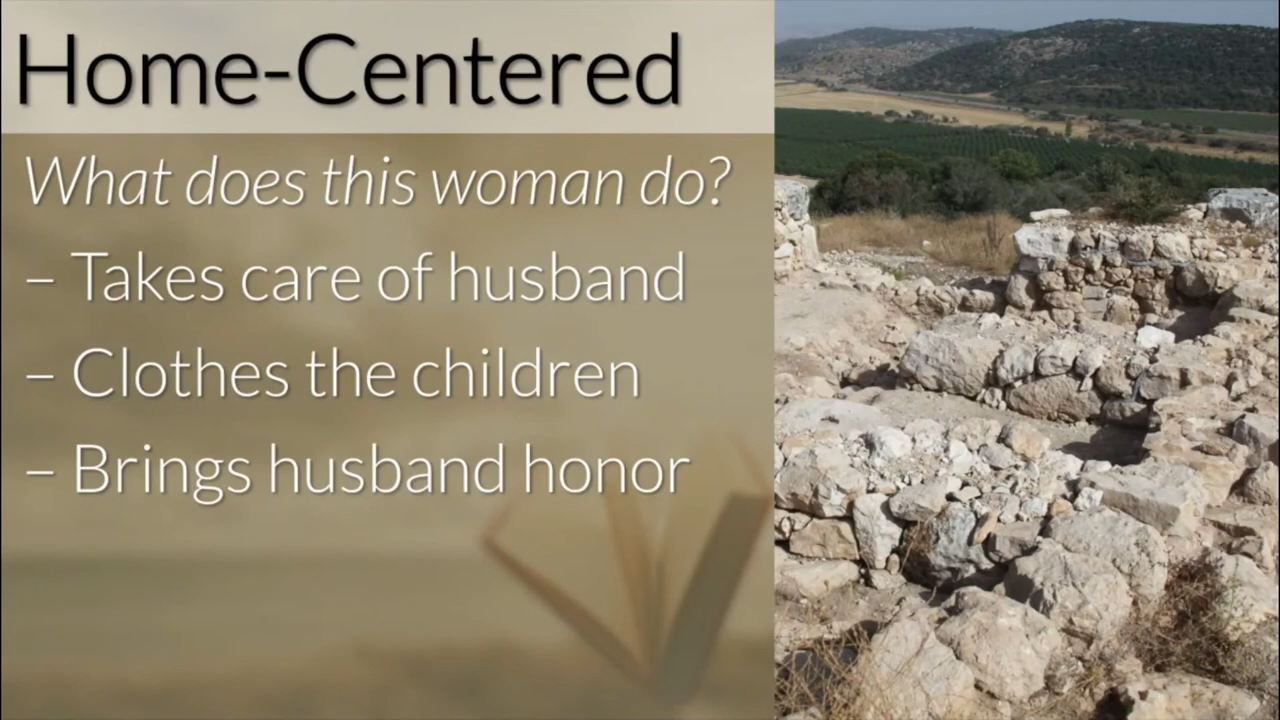 Home-Centered
What does this woman do?
– Takes care of husband
– Clothes the children
– Brings husband honor